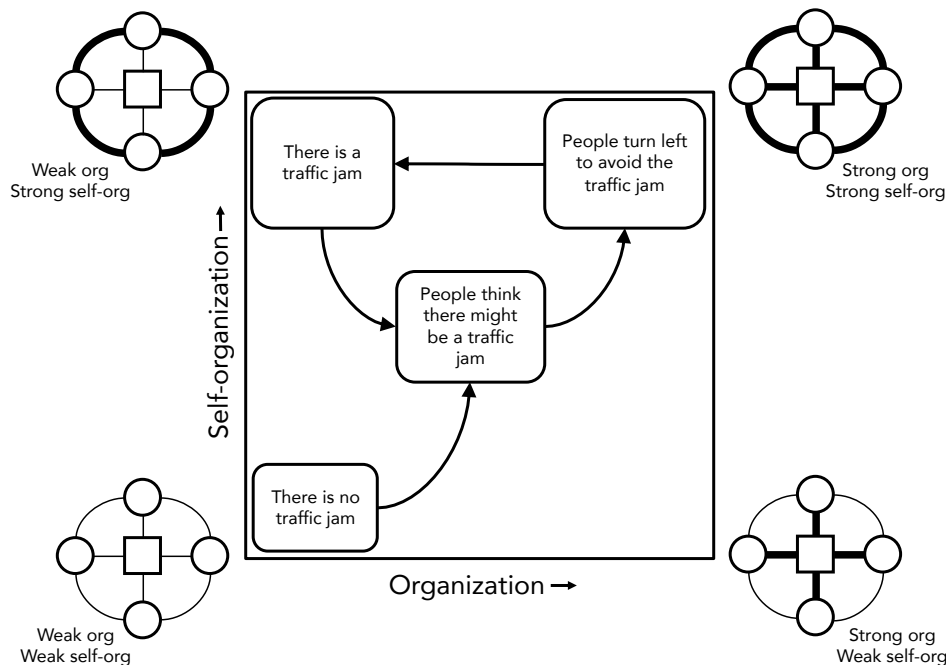 Weak org
Strong self-org
Strong org
Strong self-org
There is a
traffic jam
People turn left
to avoid the
traffic jam
People think
there might
be a traffic
jam
There is no
traffic jam
Self-organization →
Organization →
Weak org
Weak self-org
Strong org
Weak self-org